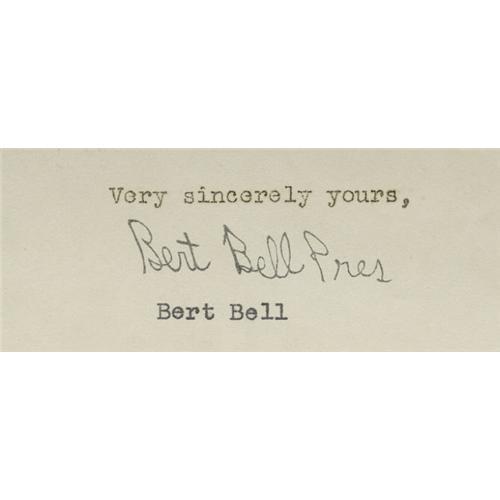 Very sincerely yours,
Bert Bell Pres
Bert Bell